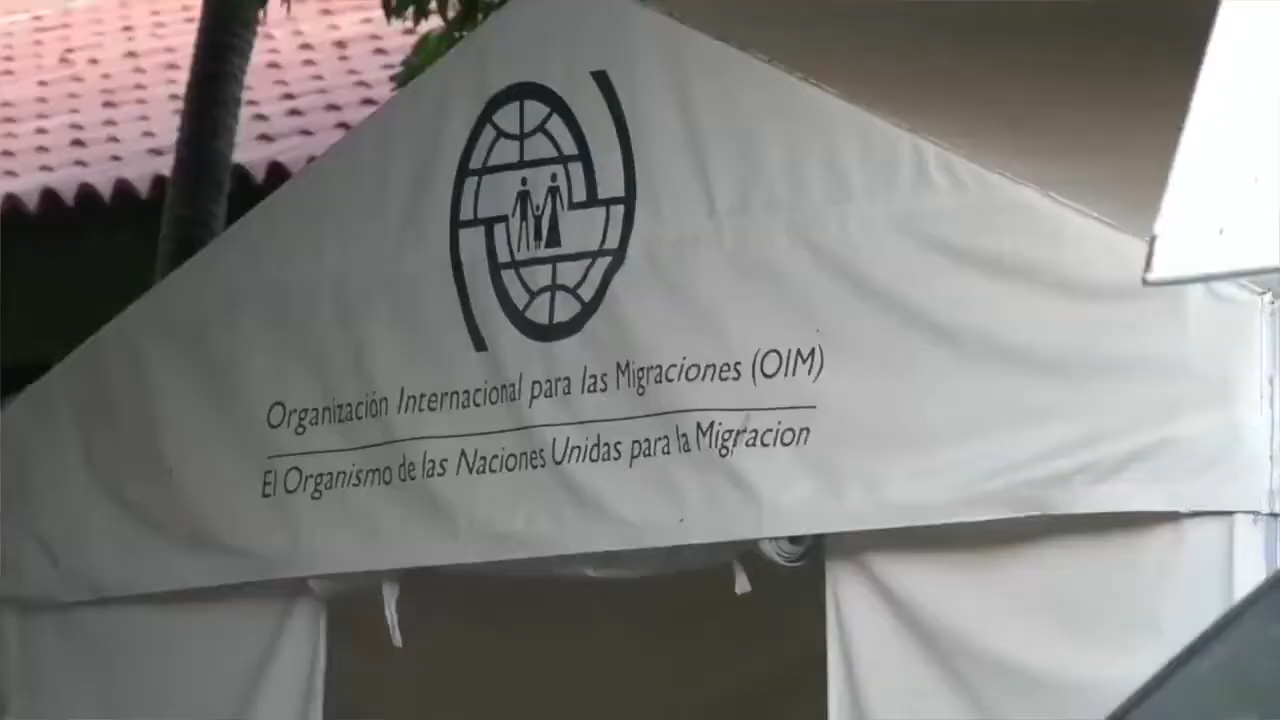 Organización Internacional para las Migraciones (OIM)
El Organismo de las Naciones Unidas para la Migracion